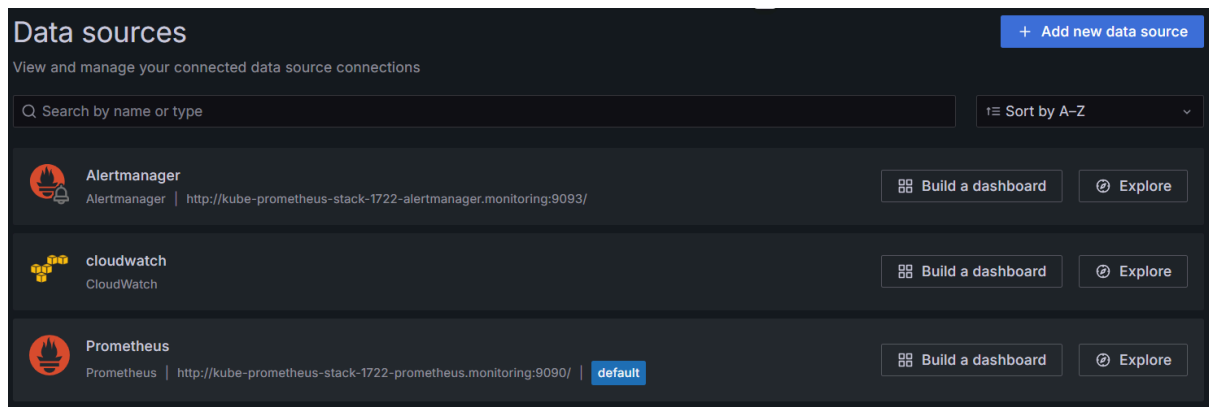 Data sources
+ Add new data source
View and manage your connected data source connections
Search by name or type
Sort by A–Z
Alertmanager
Alertmanager | http://kube-prometheus-stack-1722-alertmanager.monitoring:9093/
Build a dashboard
Explore
cloudwatch
CloudWatch
Build a dashboard
Explore
Prometheus
Prometheus | http://kube-prometheus-stack-1722-prometheus.monitoring:9090/ | default
Build a dashboard
Explore